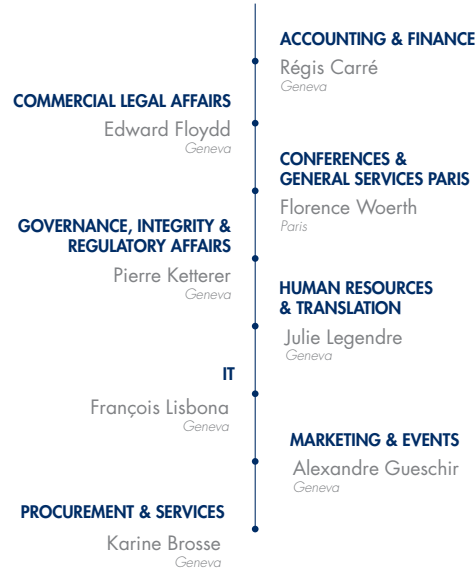 ACCOUNTING & FINANCE
Régis Carré
Geneva
COMMERCIAL LEGAL AFFAIRS
Edward Floydd
Geneva
CONFERENCES &
GENERAL SERVICES PARIS
Florence Woerth
Paris
GOVERNANCE, INTEGRITY &
REGULATORY AFFAIRS
Pierre Ketterer
Geneva
HUMAN RESOURCES
& TRANSLATION
Julie Legendre
Geneva
IT
François Lisbona
Geneva
MARKETING & EVENTS
Alexandre Gueschir
Geneva
PROCUREMENT & SERVICES
Karine Brosse
Geneva